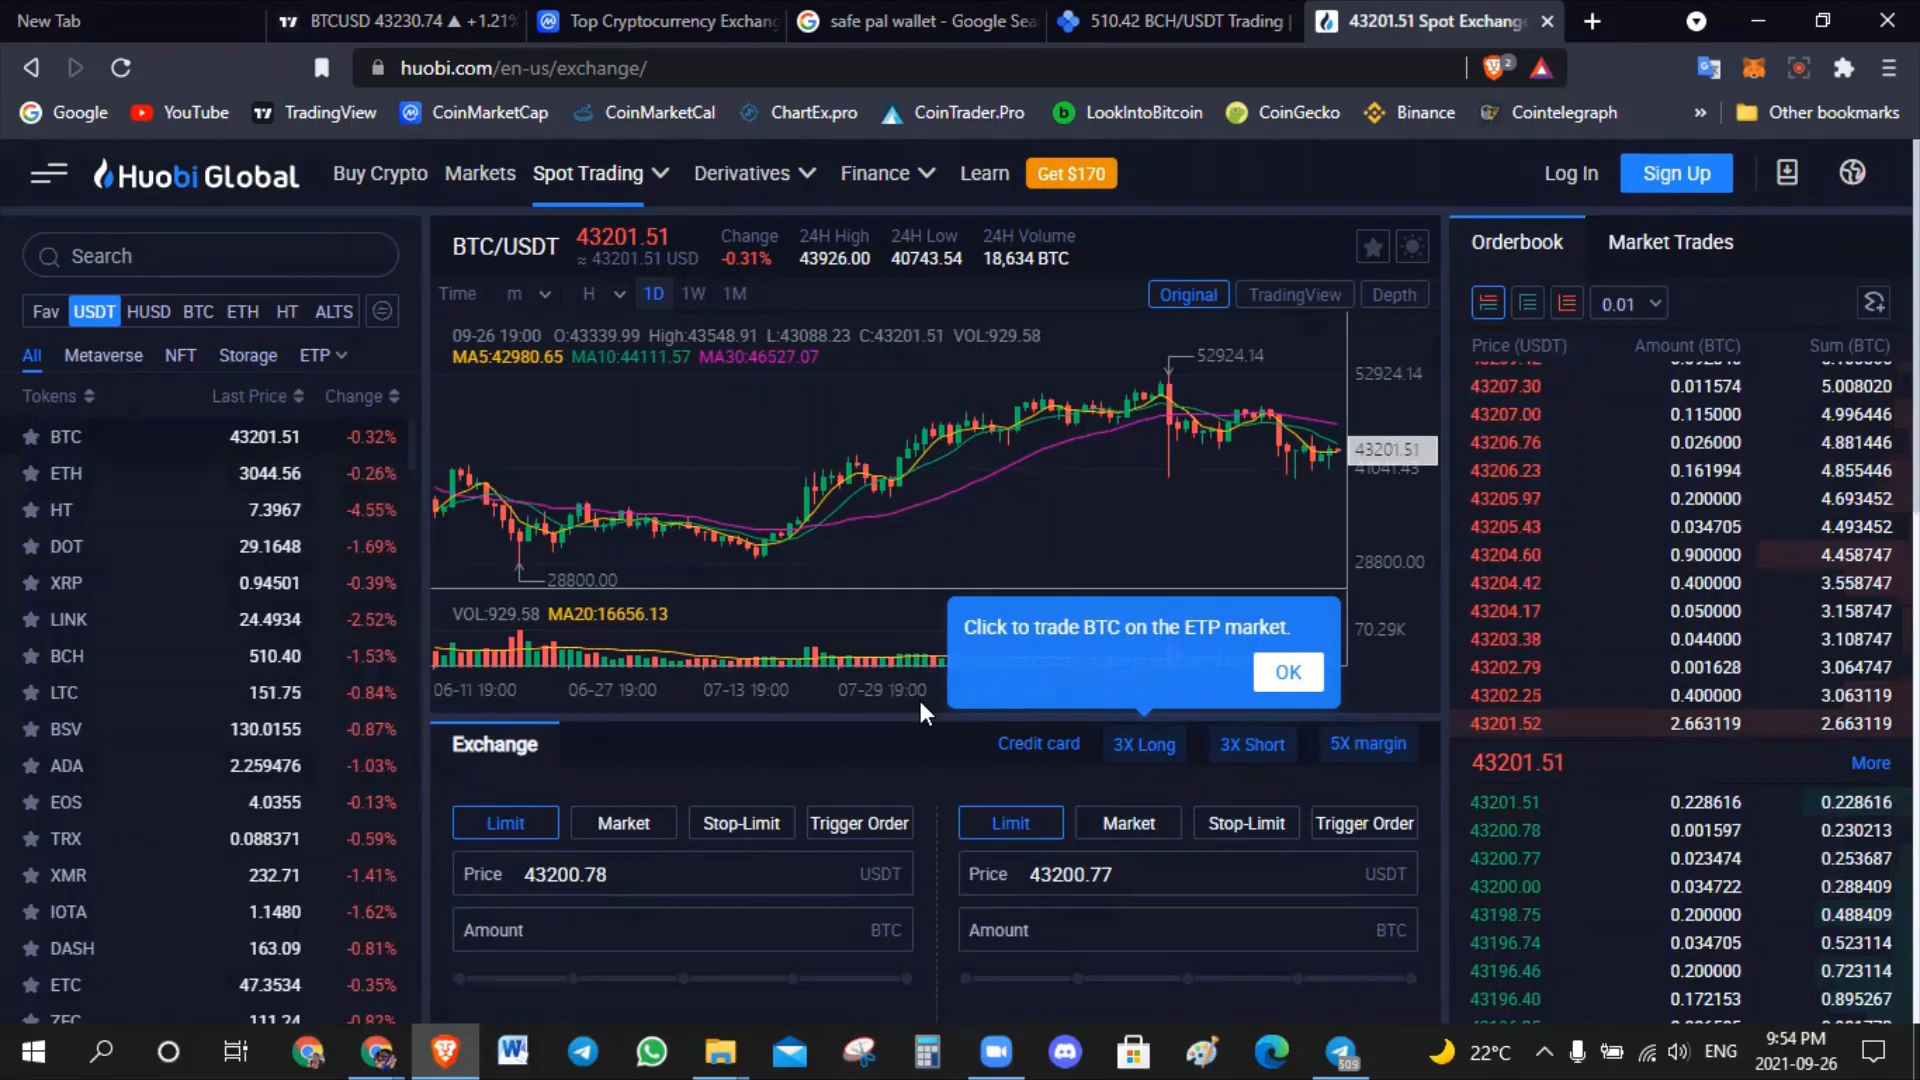 New Tab
BTCUSD 43230.74 ▲ +1.21%
Top Cryptocurrency Exchang
safe pal wallet - Google Sea
510.42 BCH/USDT Trading |
43201.51 Spot Exchang
huobi.com/en-us/exchange/
2
Google YouTube TradingView CoinMarketCap CoinMarketCal ChartEx.pro CoinTrader.Pro LookIntoBitcoin CoinGecko Binance Cointelegraph » Other bookmarks
Huobi Global Buy Crypto Markets Spot Trading Derivatives Finance Learn Get $170 Log In Sign Up
Search
Fav USDT HUSD BTC ETH HT ALTS
All Metaverse NFT Storage ETP
Tokens Last Price Change
BTC 43201.51 -0.32%
ETH 3044.56 -0.26%
HT 7.3967 -4.55%
DOT 29.1648 -1.69%
XRP 0.94501 -0.39%
LINK 24.4934 -2.52%
BCH 510.40 -1.53%
LTC 151.75 -0.84%
BSV 130.0155 -0.87%
ADA 2.259476 -1.03%
EOS 4.0355 -0.13%
TRX 0.088371 -0.59%
XMR 232.71 -1.41%
IOTA 1.1480 -1.62%
DASH 163.09 -0.81%
ETC 47.3534 -0.35%
ZEC 111.24 -0.82%
BTC/USDT 43201.51 Change 24H High 24H Low 24H Volume
≈ 43201.51 USD -0.31% 43926.00 40743.54 18,634 BTC
Time m H 1D 1W 1M Original TradingView Depth
09-26 19:00 O:43339.99 High:43548.91 L:43088.23 C:43201.51 VOL:929.58
MA5:42980.65 MA10:44111.57 MA30:46527.07
52924.14
52924.14
43201.51
41041.43
28800.00
28800.00
VOL:929.58 MA20:16656.13
70.29K
06-11 19:00 06-27 19:00 07-13 19:00 07-29 19:00
Click to trade BTC on the ETP market.
OK
Exchange Credit card 3X Long 3X Short 5X margin
Limit Market Stop-Limit Trigger Order
Price 43200.78 USDT
Amount BTC
Limit Market Stop-Limit Trigger Order
Price 43200.77 USDT
Amount BTC
Orderbook Market Trades
0.01
Price (USDT) Amount (BTC) Sum (BTC)
43207.30 0.011574 5.008020
43207.00 0.115000 4.996446
43206.76 0.026000 4.881446
43206.23 0.161994 4.855446
43205.97 0.200000 4.693452
43205.43 0.034705 4.493452
43204.60 0.900000 4.458747
43204.42 0.400000 3.558747
43204.17 0.050000 3.158747
43203.38 0.044000 3.108747
43202.79 0.001628 3.064747
43202.25 0.400000 3.063119
43201.52 2.663119 2.663119
43201.51 More
43201.51 0.228616 0.228616
43200.78 0.001597 0.230213
43200.77 0.023474 0.253687
43200.00 0.034722 0.288409
43198.75 0.200000 0.488409
43196.74 0.034705 0.523114
43196.46 0.200000 0.723114
43196.40 0.172153 0.895267
509
22°C ENG 9:54 PM
2021-09-26